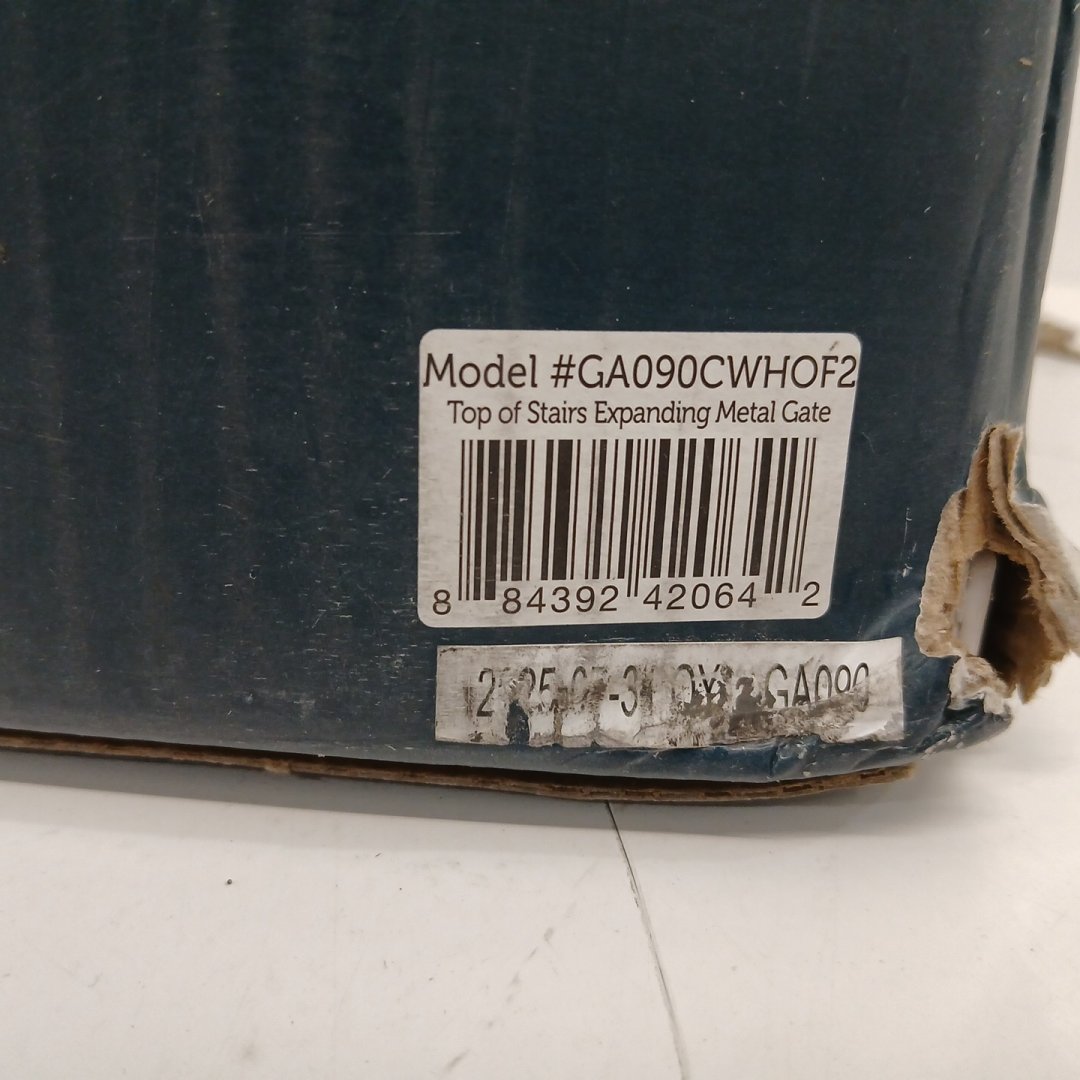 Model #GA090CWHOF2
Top of Stairs Expanding Metal Gate
8 84392 42064 2
GA090